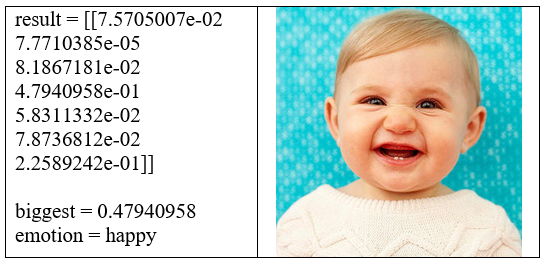 result = [[7.5705007e-02
7.7710385e-05
8.1867181e-02
4.7940958e-01
5.8311332e-02
7.8736812e-02
2.2589242e-01]]
biggest = 0.47940958
emotion = happy